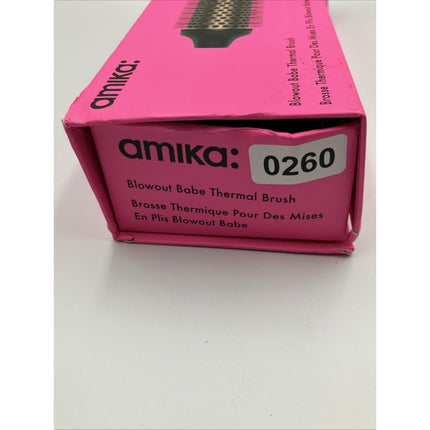 amika:
Blowout Babe Thermal Brush
Brosse Thermique Pour Des Mises En Plis Blowout Babe
amika:
0260
Blowout Babe Thermal Brush
Brosse Thermique Pour Des Mises
En Plis Blowout Babe